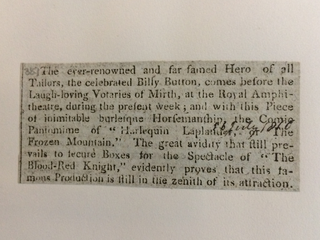 The ever-renowned and far famed Hero of all
Tailors, the celebrated Billy Button, comes before the
Laugh-loving Votaries of Mirth, at the Royal Amphi-
theatre, during the preſent week; and with this Piece
of inimitable burleſque Horſemanſhip, the Comic
Pantomime of "Harlequin Laplander; or The
Frozen Mountain." The great avidity that ſtill pre-
vails to ſecure Boxes for the Spectacle of "The
Blood-Red Knight," evidently proves that this fa-
mous Production is ſtill in the zenith of its attraction.